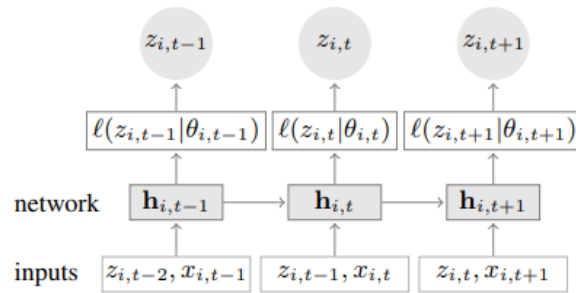 z_{i,t−1} z_{i,t} z_{i,t+1}
ℓ(z_{i,t−1}|θ_{i,t−1}) ℓ(z_{i,t}|θ_{i,t}) ℓ(z_{i,t+1}|θ_{i,t+1})
network h_{i,t−1} h_{i,t} h_{i,t+1}
inputs z_{i,t−2}, x_{i,t−1} z_{i,t−1}, x_{i,t} z_{i,t}, x_{i,t+1}